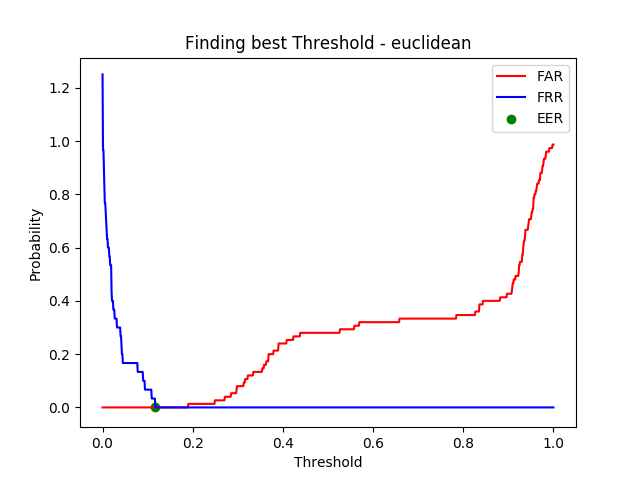 Finding best Threshold - euclidean
FAR
FRR
EER
1.2
1.0
0.8
0.6
0.4
0.2
0.0
Probability
0.0 0.2 0.4 0.6 0.8 1.0
Threshold